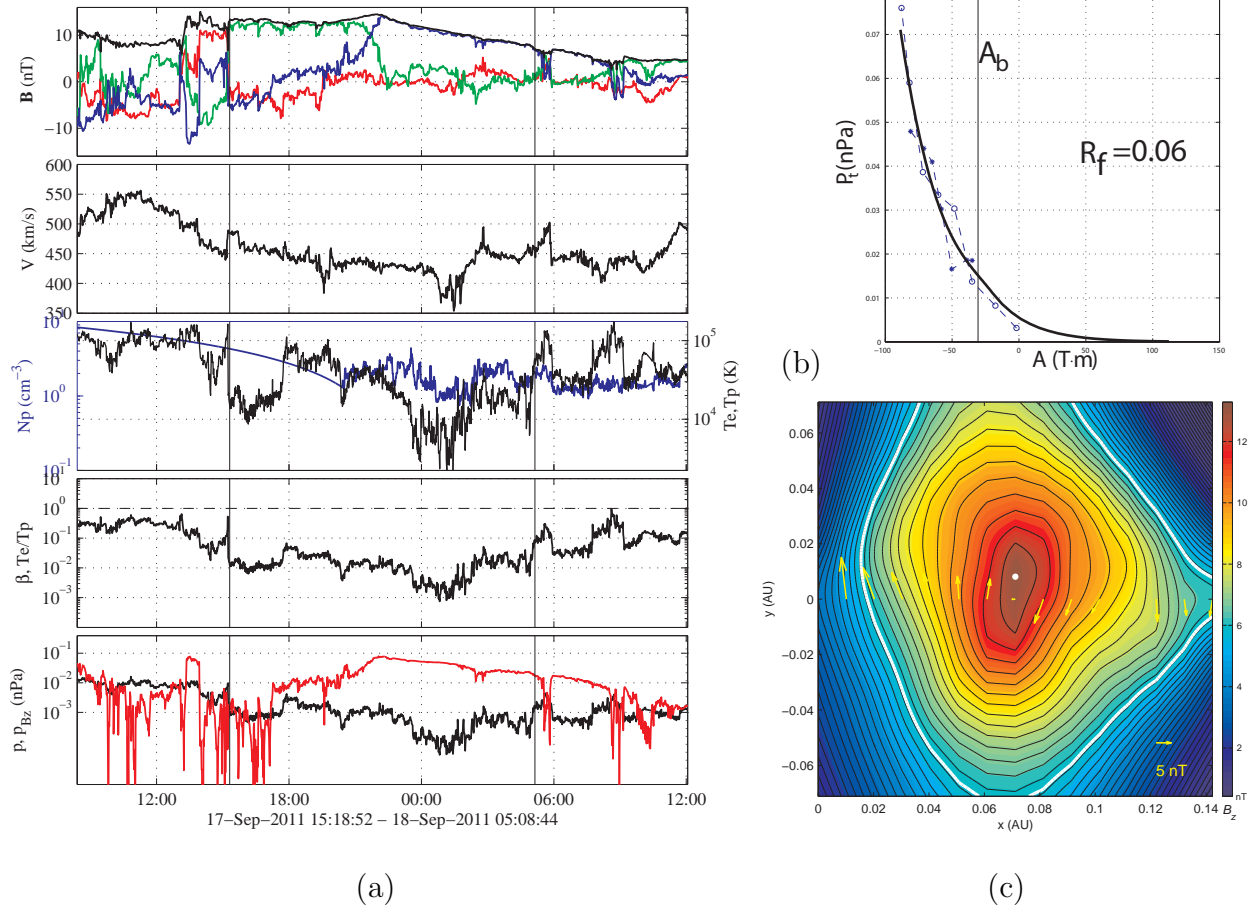 10
0
−10
B (nT)
600
550
500
450
400
350
V (km/s)
10¹
10⁰
10⁻¹
Np (cm⁻³)
10⁵
10⁴
Te,Tp (K)
10¹
10⁰
10⁻¹
10⁻²
10⁻³
β, Te/Tp
10⁻¹
10⁻²
10⁻³
p, p_Bz (nPa)
12:00 18:00 00:00 06:00 12:00
17−Sep−2011 15:18:52 − 18−Sep−2011 05:08:44
(a)
0.07
0.06
0.05
0.04
0.03
0.02
0.01
0
P_t(nPa)
A_b
R_f =0.06
−100 −50 0 50 100 150
A (T·m)
(b)
0.06
0.04
0.02
0
−0.02
−0.04
−0.06
y (AU)
5 nT
0 0.02 0.04 0.06 0.08 0.1 0.12 0.14
x (AU)
12
10
8
6
4
2
nT
B_z
(c)